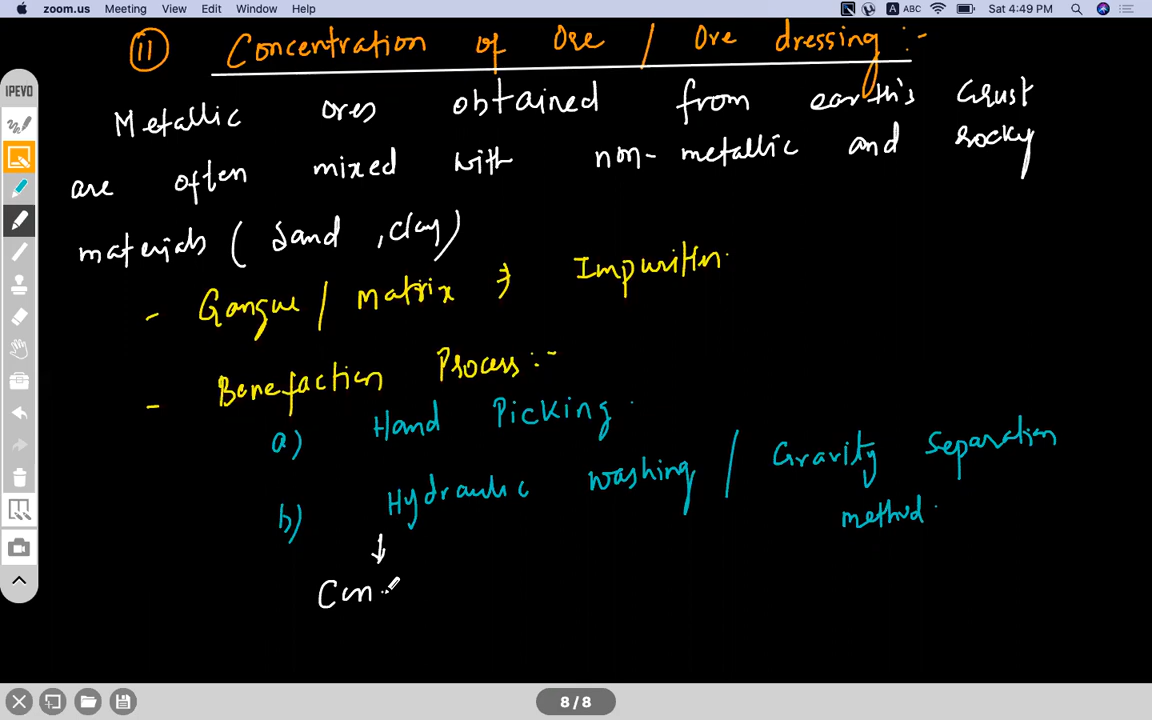 zoom.us Meeting View Edit Window Help A ABC Sat 4:49 PM
11 Concentration of Ore / Ore dressing :-
Metallic ores obtained from earth's crust
are often mixed with non-metallic and rocky
materials ( sand , clay)
IPEVO
- Gangue / Matrix → Impurities.
- Benefaction Process :-
a) Hand Picking.
b) Hydraulic washing / Gravity separation
method.
↓
Con
8 / 8